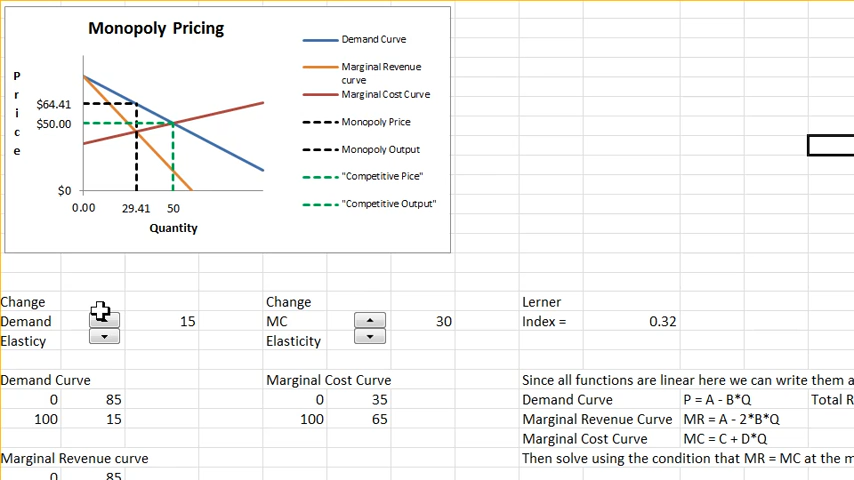 Monopoly Pricing
Price
$64.41
$50.00
$0
0.00 29.41 50
Quantity
Demand Curve
Marginal Revenue
curve
Marginal Cost Curve
Monopoly Price
Monopoly Output
"Competitive Pice"
"Competitive Output"
Change Change Lerner
Demand 15 MC 30 Index = 0.32
Elasticy Elasticity
Demand Curve Marginal Cost Curve Since all functions are linear here we can write them a
0 85 0 35 Demand Curve P = A - B*Q Total R
100 15 100 65 Marginal Revenue Curve MR = A - 2*B*Q
Marginal Cost Curve MC = C + D*Q
Marginal Revenue curve Then solve using the condition that MR = MC at the m
0 85